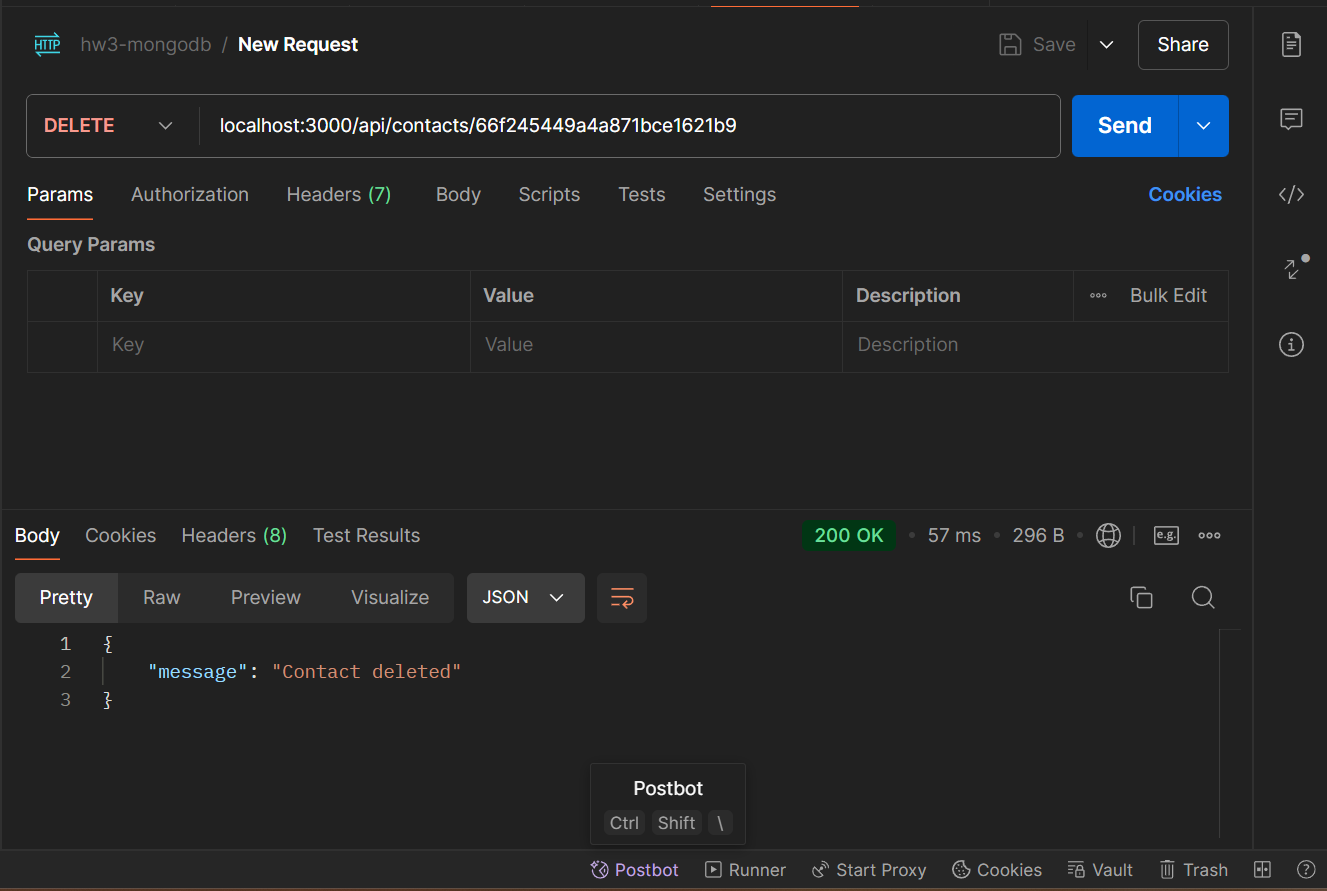 HTTP hw3-mongodb / New Request Save Share
DELETE localhost:3000/api/contacts/66f245449a4a871bce1621b9 Send
Params Authorization Headers (7) Body Scripts Tests Settings Cookies
Query Params
Key Value Description Bulk Edit
Key Value Description
Body Cookies Headers (8) Test Results 200 OK • 57 ms • 296 B • e.g.
Pretty Raw Preview Visualize JSON
1 {
2 "message": "Contact deleted"
3 }
Postbot
Ctrl Shift \
Postbot Runner Start Proxy Cookies Vault Trash